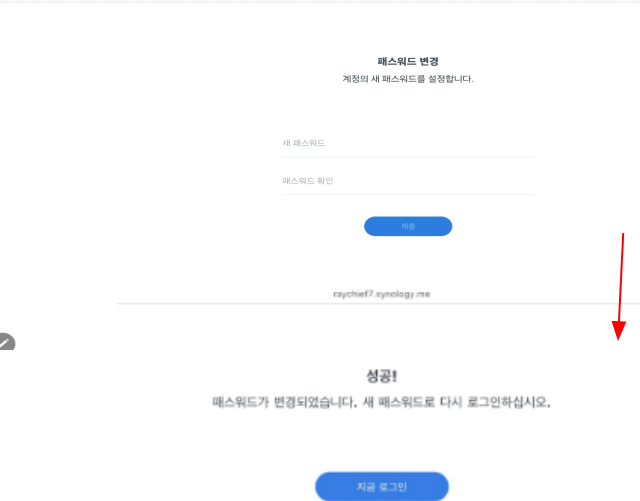 패스워드 변경
계정의 새 패스워드를 설정합니다.
새 패스워드
패스워드 확인
제출
raychief7.synology.me
성공!
패스워드가 변경되었습니다. 새 패스워드로 다시 로그인하십시오.
지금 로그인